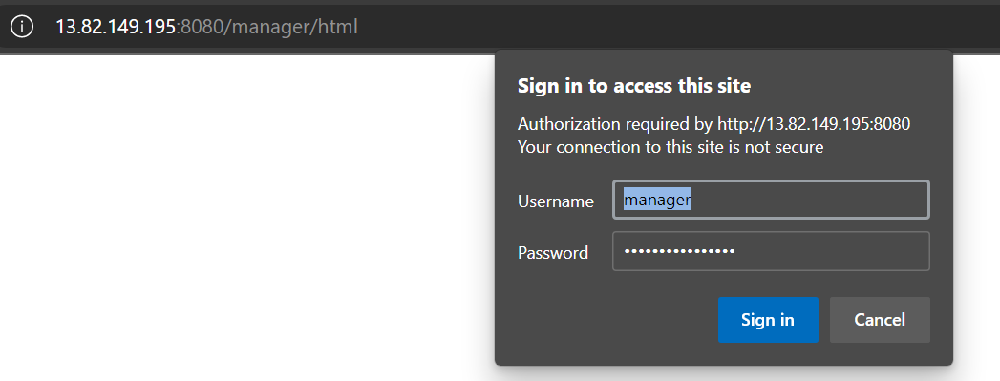 13.82.149.195:8080/manager/html
Sign in to access this site
Authorization required by http://13.82.149.195:8080
Your connection to this site is not secure
Username manager
Password ••••••••••••••••
Sign in Cancel